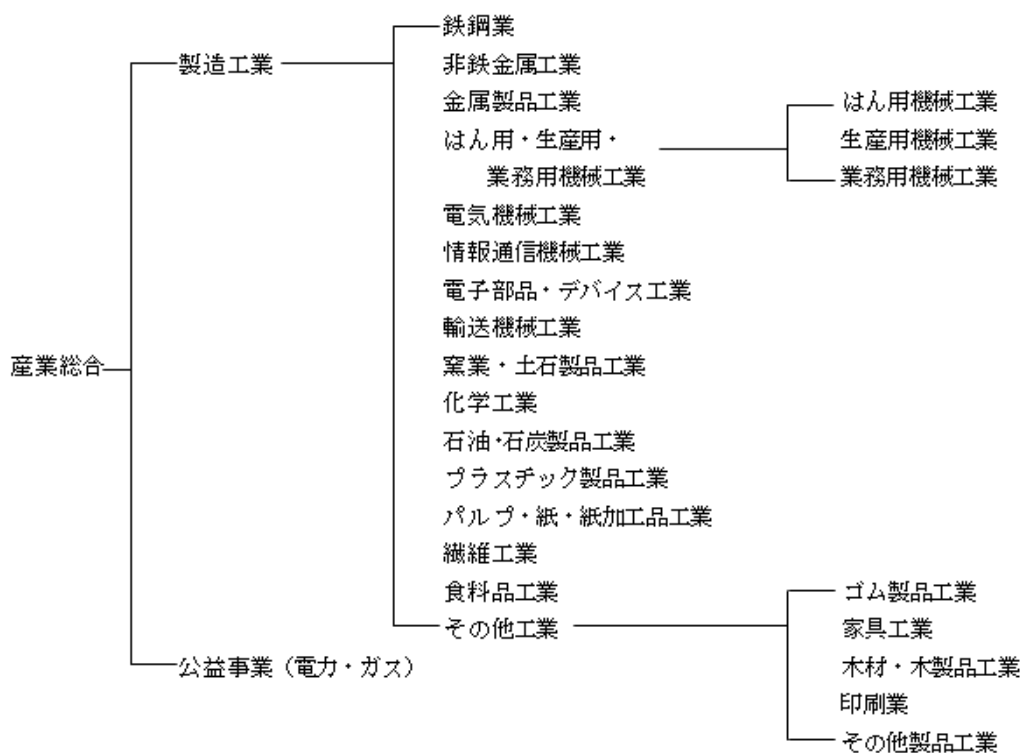 鉄鋼業
製造工業
非鉄金属工業
金属製品工業
はん用機械工業
はん用・生産用・
生産用機械工業
業務用機械工業
業務用機械工業
電気機械工業
情報通信機械工業
電子部品・デバイス工業
輸送機械工業
産業総合
窯業・土石製品工業
化学工業
石油・石炭製品工業
プラスチック製品工業
パルプ・紙・紙加工品工業
繊維工業
食料品工業
ゴム製品工業
その他工業
家具工業
公益事業（電力・ガス）
木材・木製品工業
印刷業
その他製品工業